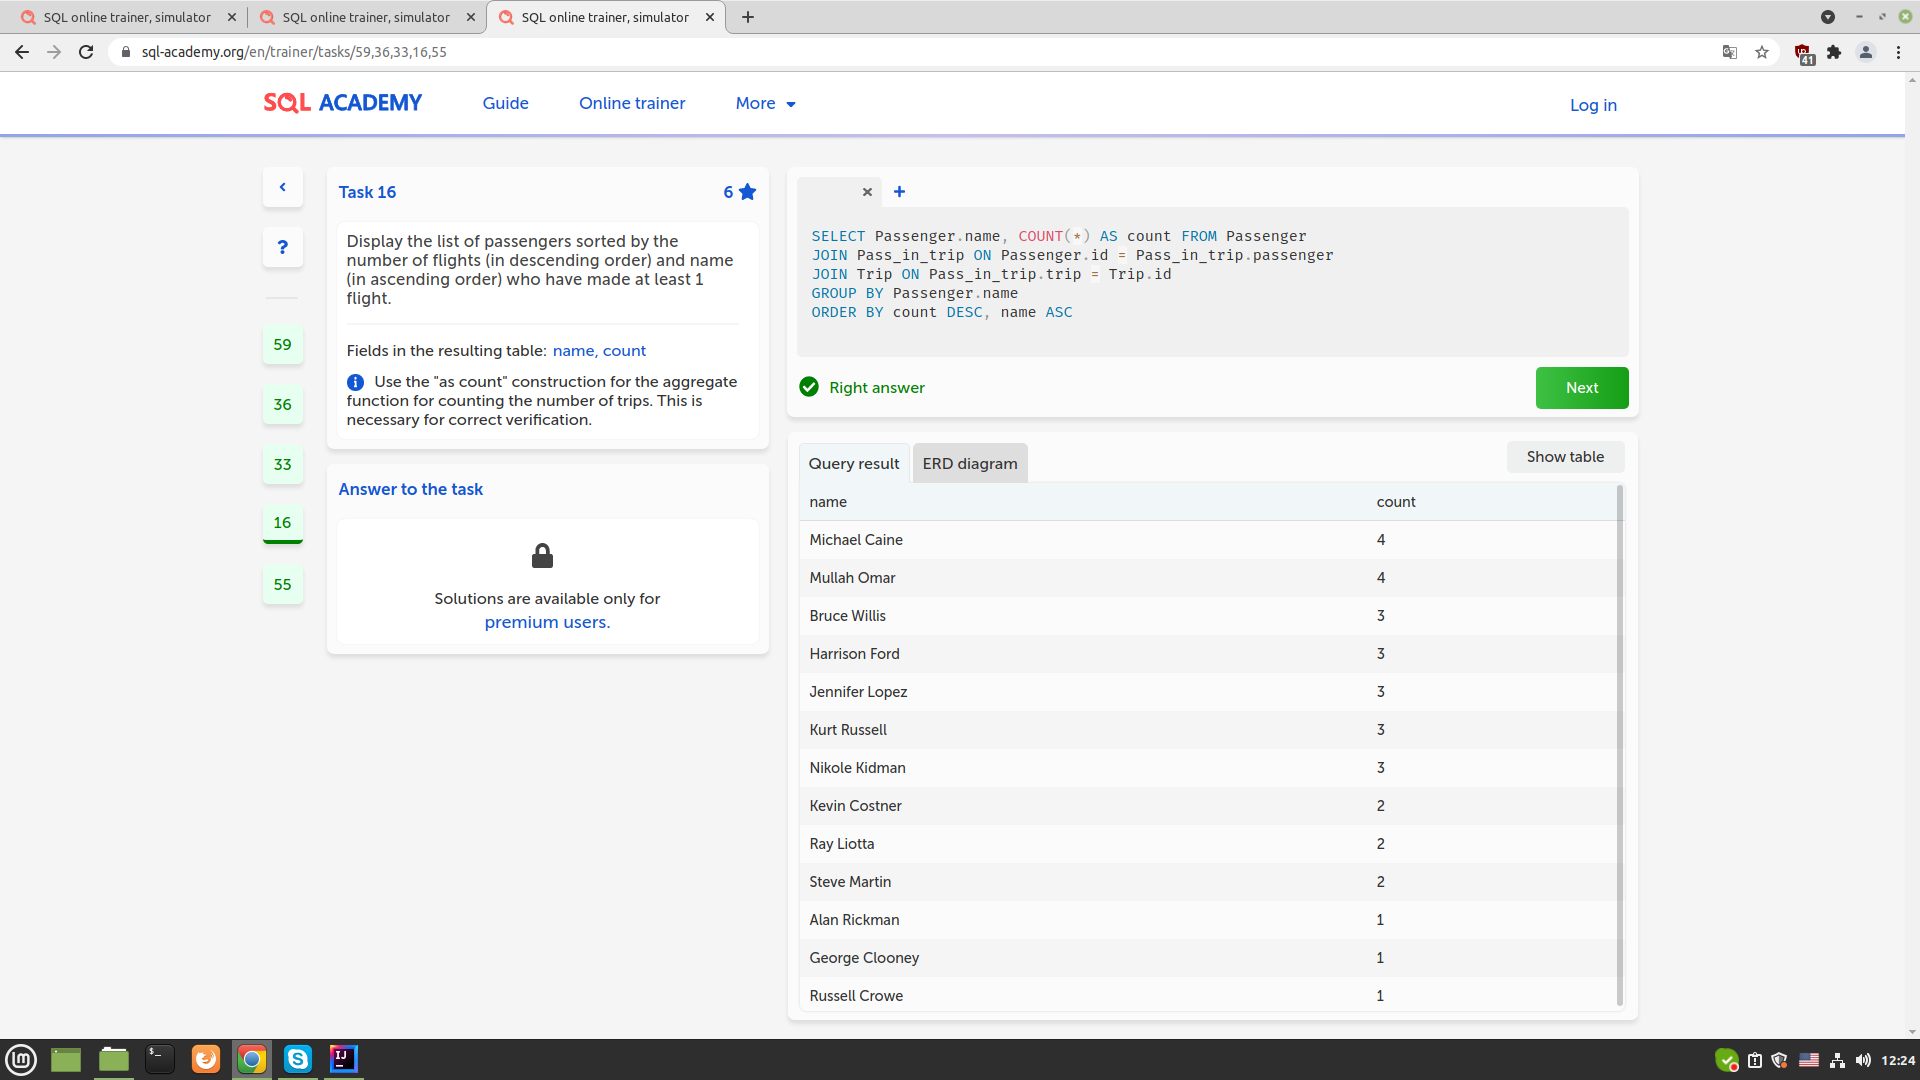 SQL online trainer, simulator
SQL online trainer, simulator
SQL online trainer, simulator
sql-academy.org/en/trainer/tasks/59,36,33,16,55
41
SQL ACADEMY
Guide
Online trainer
More
Log in
Task 16
6
Display the list of passengers sorted by the
number of flights (in descending order) and name
(in ascending order) who have made at least 1
flight.
Fields in the resulting table: name, count
Use the "as count" construction for the aggregate
function for counting the number of trips. This is
necessary for correct verification.
?
59
36
33
16
55
Answer to the task
Solutions are available only for
premium users.
SELECT Passenger.name, COUNT(*) AS count FROM Passenger
JOIN Pass_in_trip ON Passenger.id = Pass_in_trip.passenger
JOIN Trip ON Pass_in_trip.trip = Trip.id
GROUP BY Passenger.name
ORDER BY count DESC, name ASC
Right answer
Next
Query result
ERD diagram
Show table
name count
Michael Caine 4
Mullah Omar 4
Bruce Willis 3
Harrison Ford 3
Jennifer Lopez 3
Kurt Russell 3
Nikole Kidman 3
Kevin Costner 2
Ray Liotta 2
Steve Martin 2
Alan Rickman 1
George Clooney 1
Russell Crowe 1
12:24